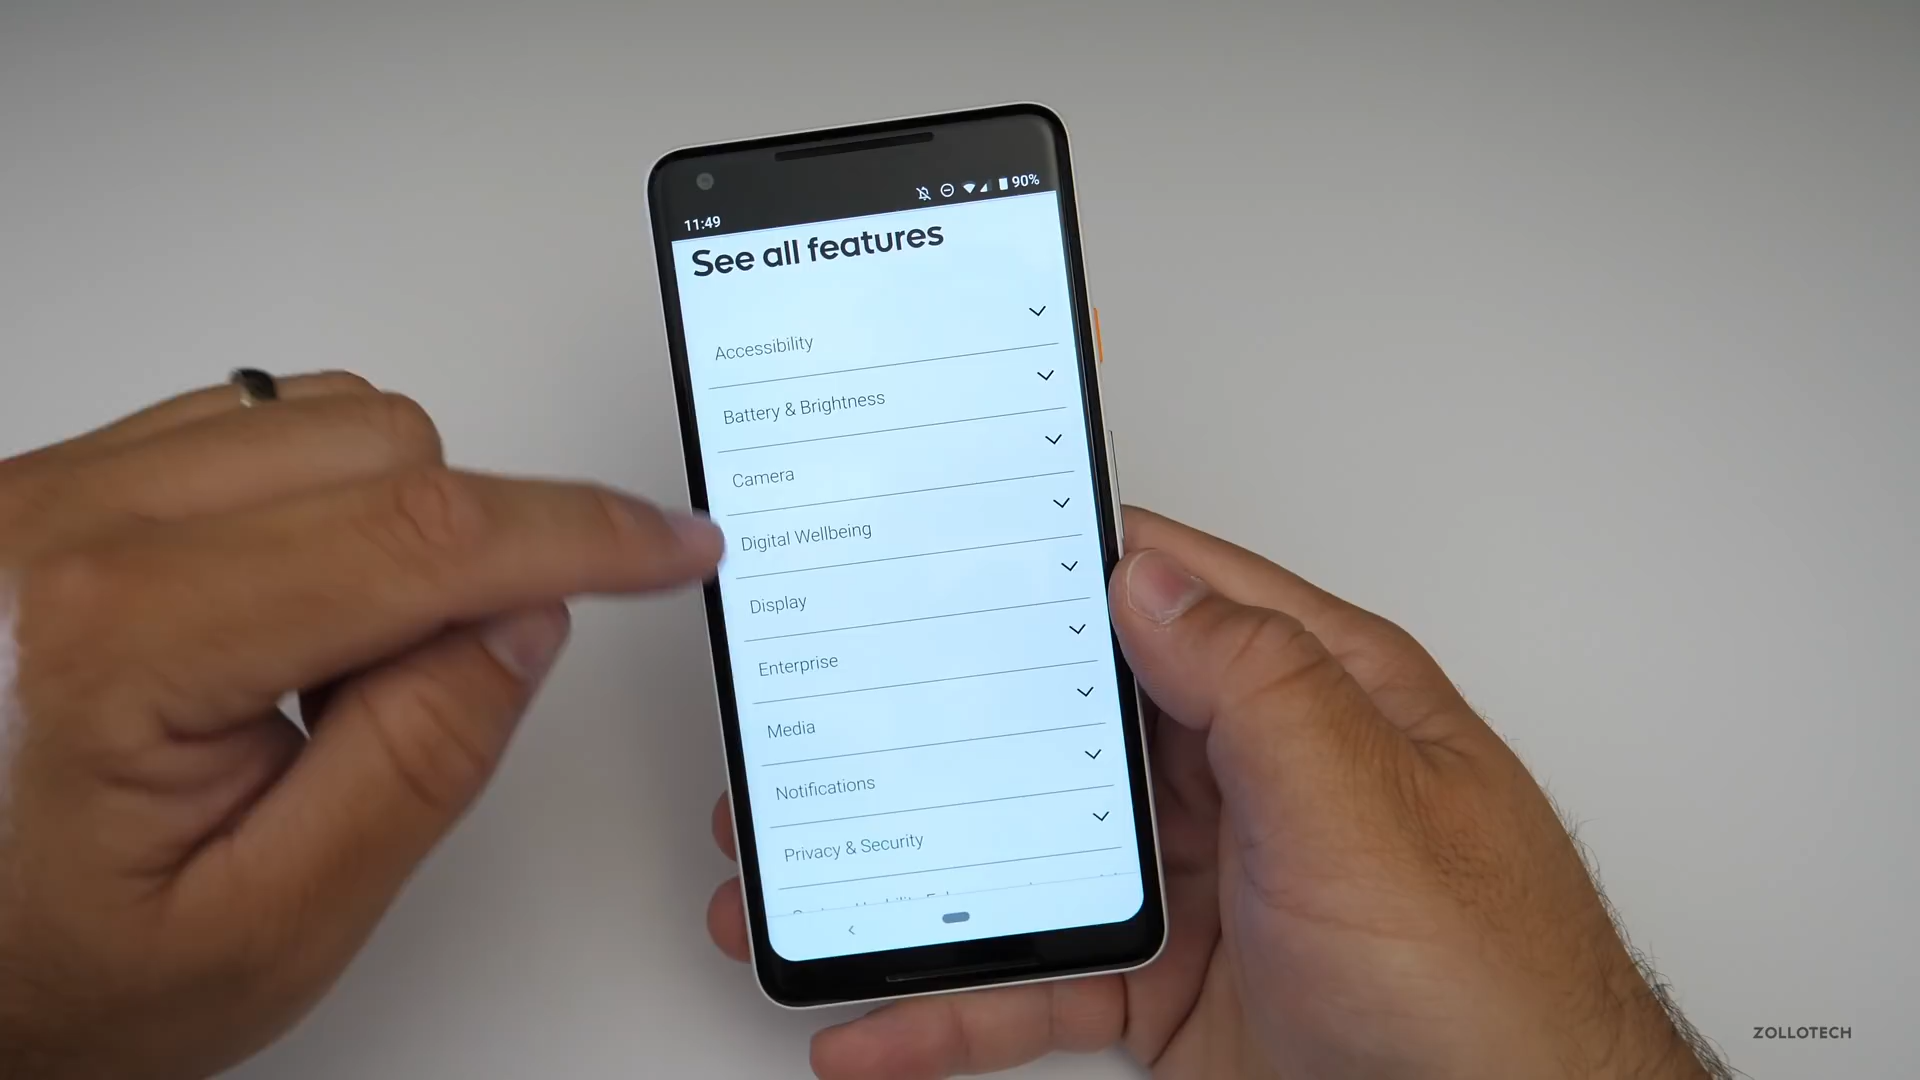 11:49
90%
See all features
Accessibility
Battery & Brightness
Camera
Digital Wellbeing
Display
Enterprise
Media
Notifications
Privacy & Security
ZOLLOTECH